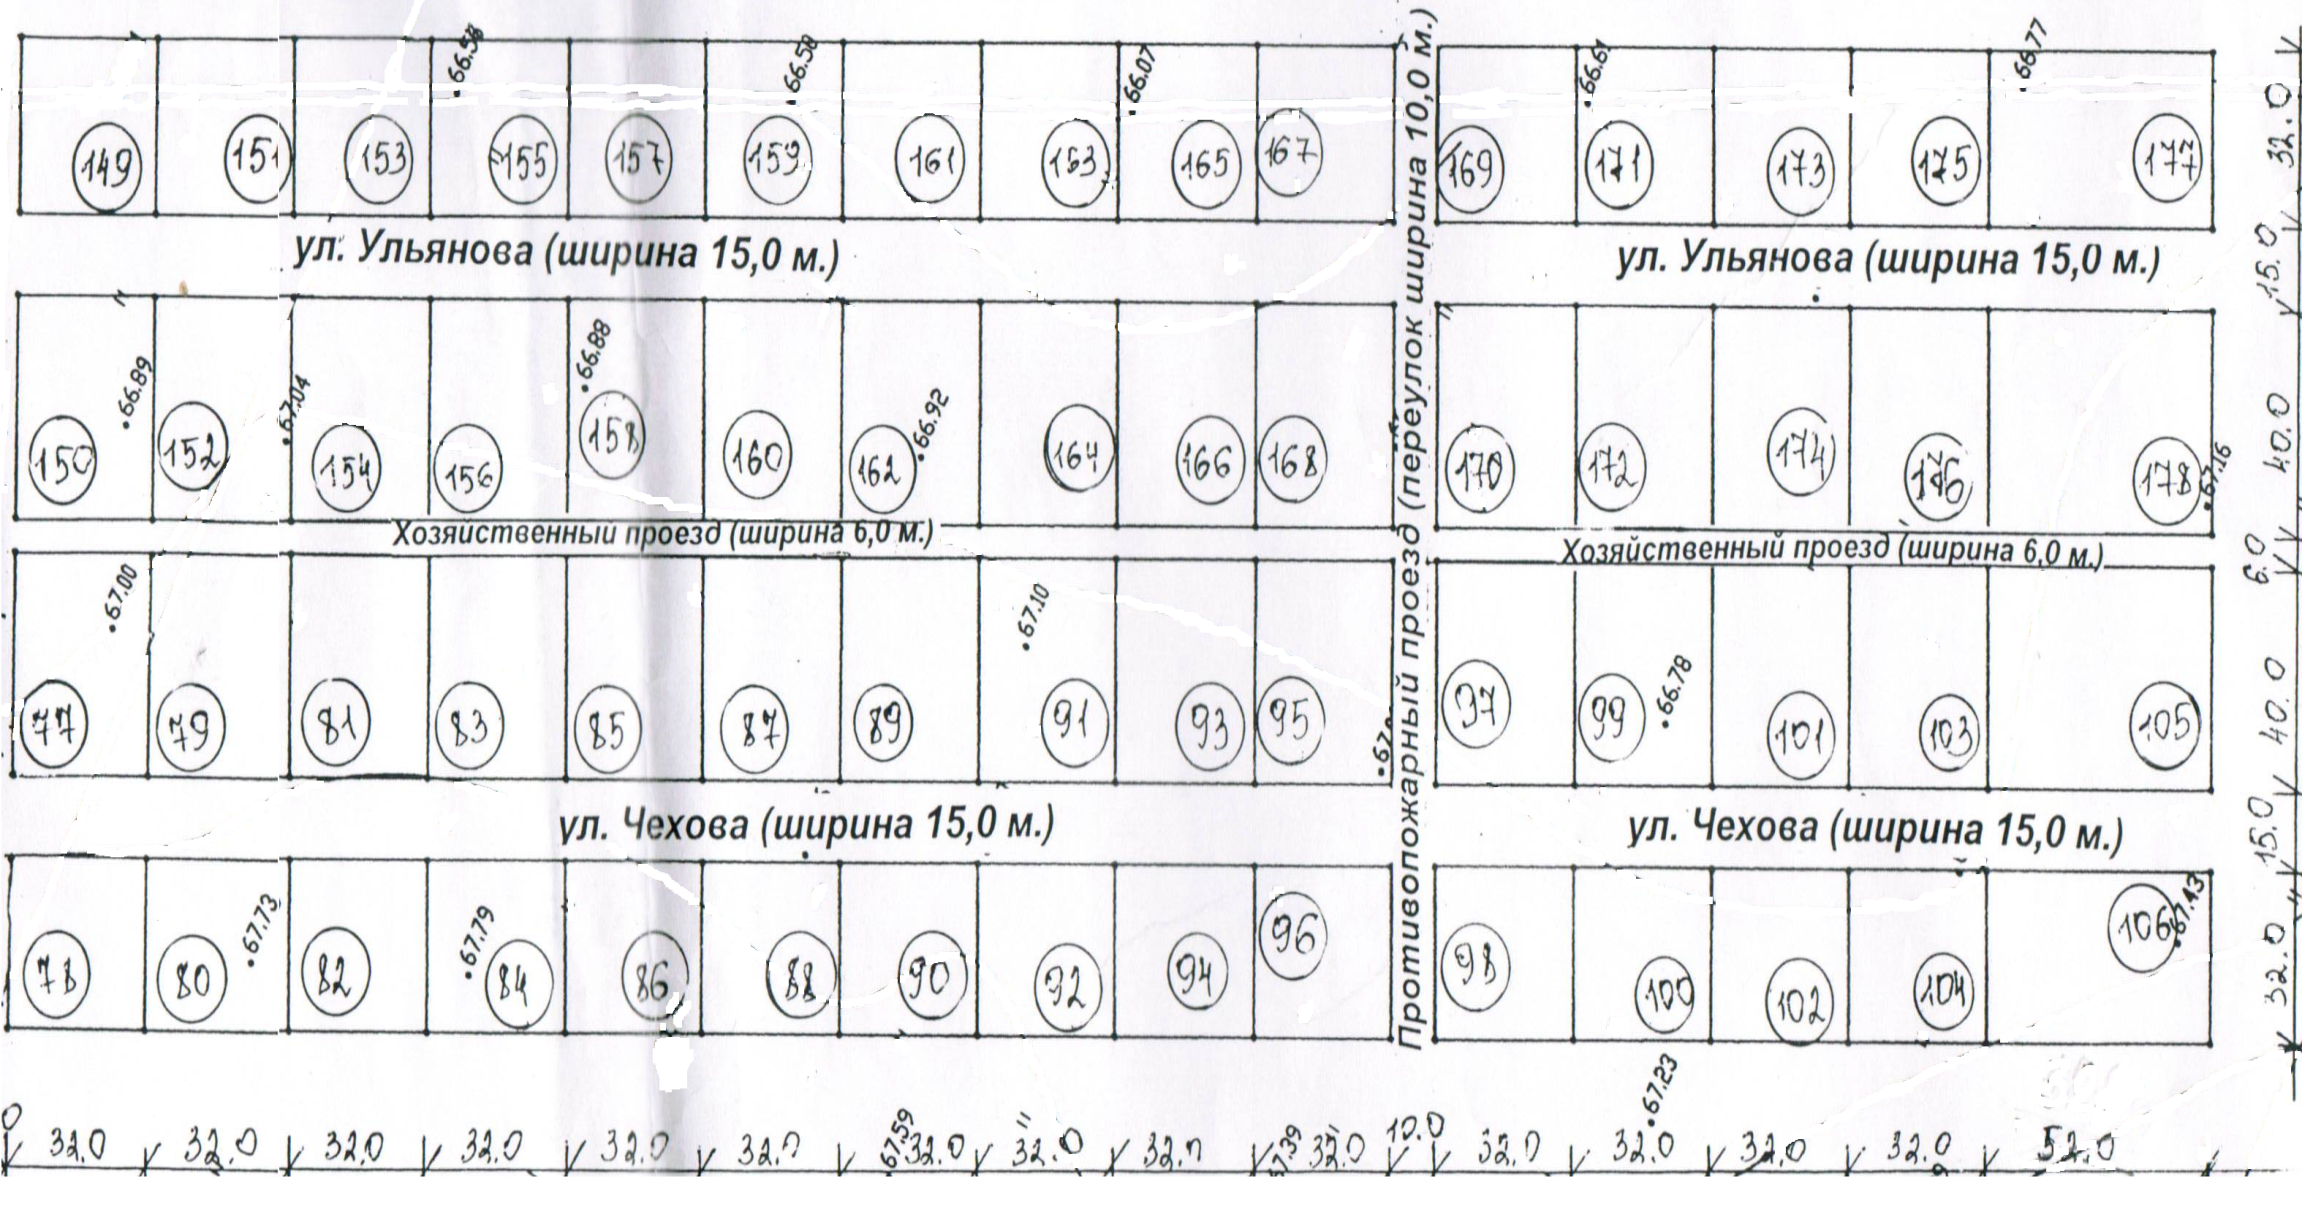 66.58 66.58 66.07 66.61 66.77
149 151 153 155 157 159 161 163 165 167 169 171 173 175 177
32.0
ул. Ульянова (ширина 15,0 м.) ул. Ульянова (ширина 15,0 м.)
15.0
66.89 67.04 66.88 66.92 67.16
150 152 154 156 158 160 162 164 166 168 170 172 174 176 178
40.0
Хозяйственный проезд (ширина 6,0 м.) Хозяйственный проезд (ширина 6,0 м.)
6.0
Противопожарный проезд (переулок ширина 10,0 м.)
67.00 67.10 66.78
77 79 81 83 85 87 89 91 93 95 97 99 101 103 105
40.0
ул. Чехова (ширина 15,0 м.) ул. Чехова (ширина 15,0 м.)
15.0
67.73 67.79 67.43
78 80 82 84 86 88 90 92 94 96 98 100 102 104 106
32.0
67.59 67.23
32.0 32.0 32.0 32.0 32.0 32.0 32.0 32.0 32.0 32.0 10.0 32.0 32.0 32.0 32.0 52.0